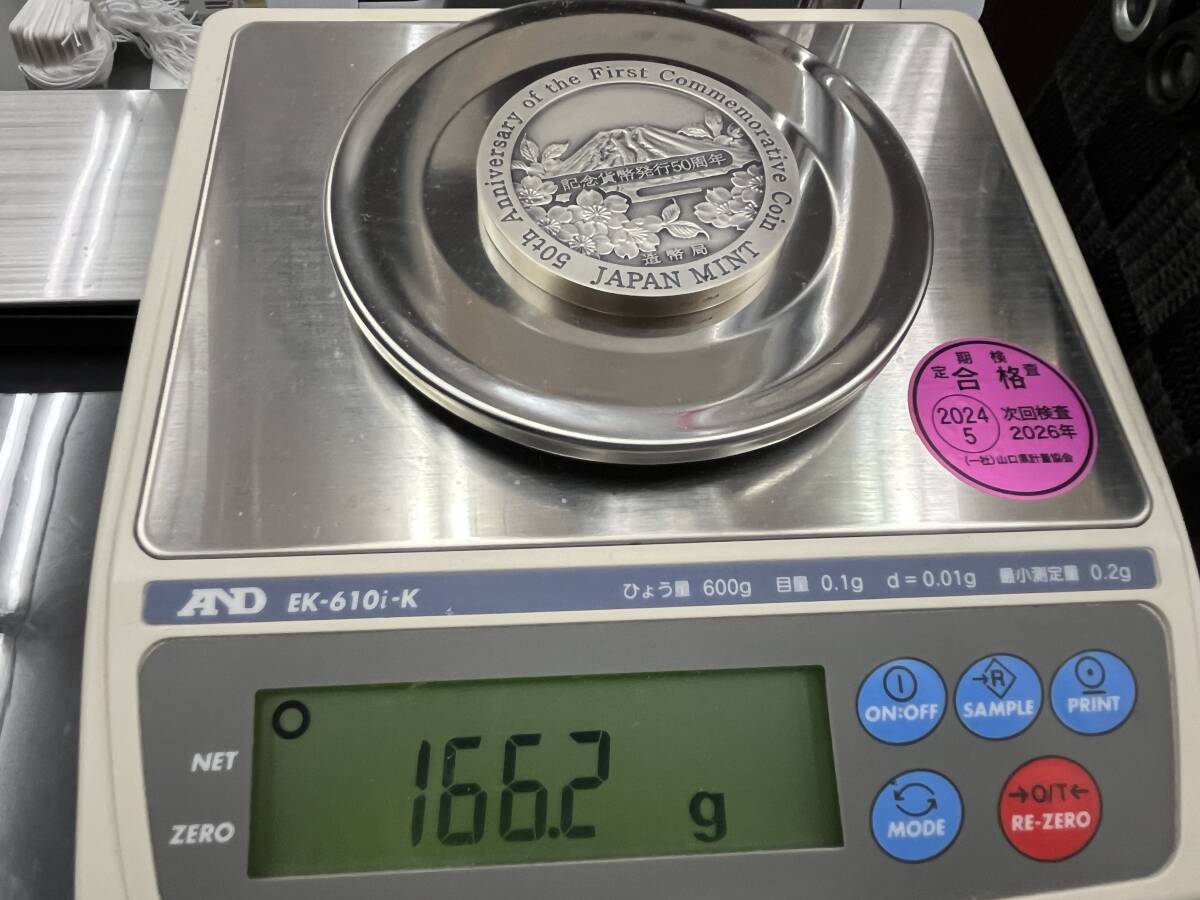 50th Anniversary of the First Commemorative Coin
記念貨幣発行50周年
造幣局
JAPAN MINT
定期検査
合格
2024
5
次回検査
2026年
(一社)山口県計量協会
AND EK-610i-K
ひょう量 600g 目量 0.1g d=0.01g 最小測定量 0.2g
ON:OFF
→R
SAMPLE
PRINT
NET
166.2 g
ZERO
MODE
→O/T←
RE-ZERO